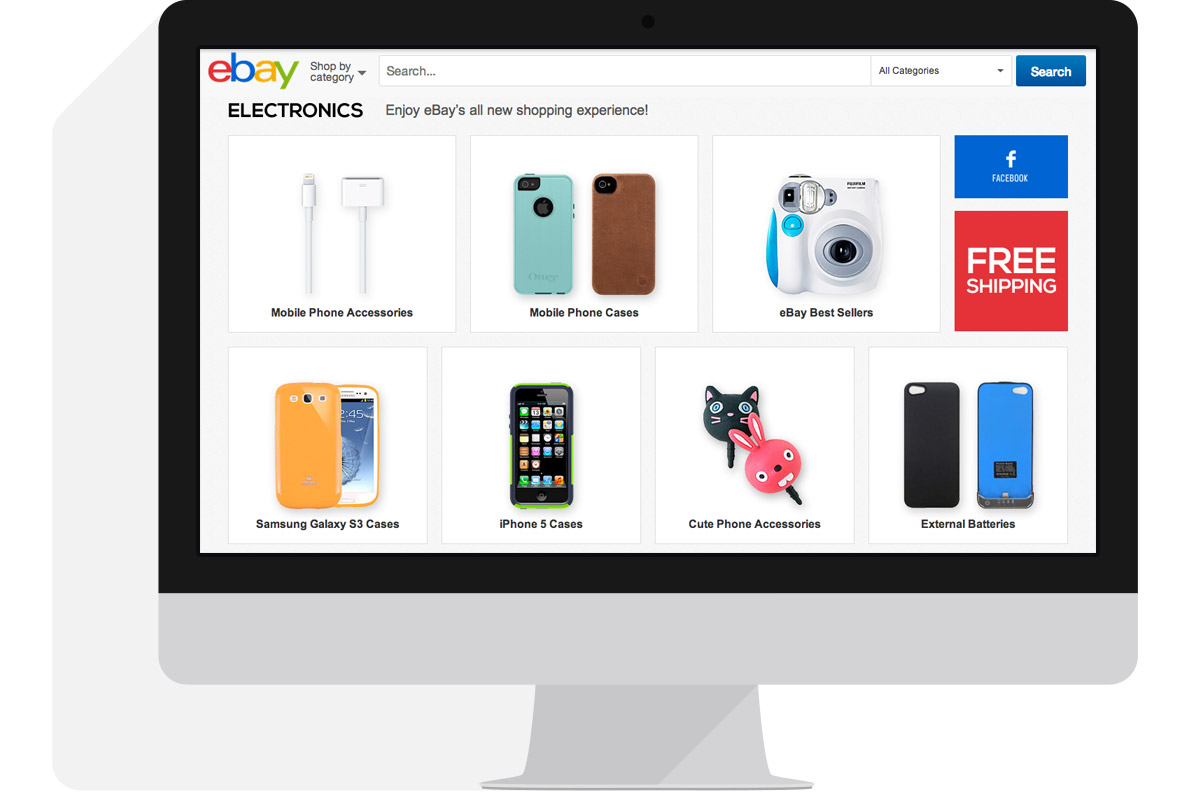 ebay
Shop by
category
Search...
All Categories
Search
ELECTRONICS
Enjoy eBay's all new shopping experience!
FUJIFILM
f
FACEBOOK
FREE
SHIPPING
Otter
Mobile Phone Accessories
Mobile Phone Cases
eBay Best Sellers
Samsung Galaxy S3 Cases
iPhone 5 Cases
Cute Phone Accessories
External Batteries